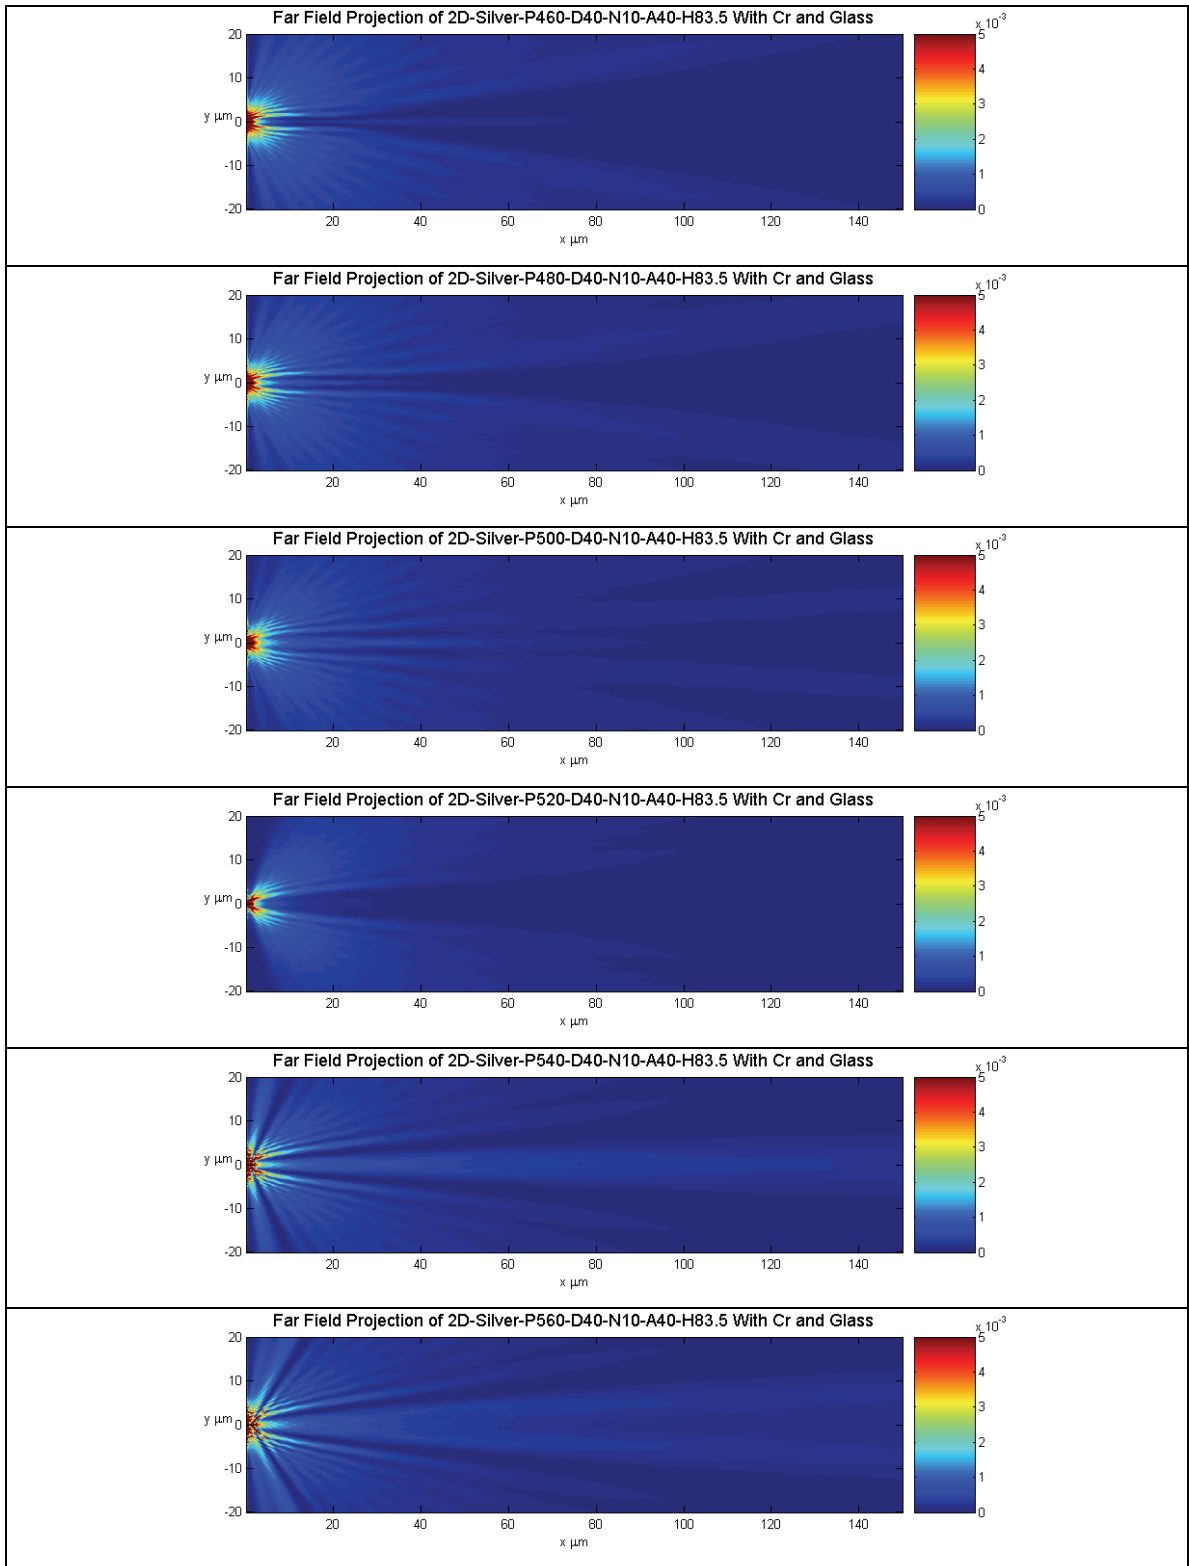 Far Field Projection of 2D-Silver-P460-D40-N10-A40-H83.5 With Cr and Glass
x 10-3
20
10
y μm 0
-10
-20
20 40 60 80 100 120 140
x μm
5
4
3
2
1
0
Far Field Projection of 2D-Silver-P480-D40-N10-A40-H83.5 With Cr and Glass
x 10-3
20
10
y μm 0
-10
-20
20 40 60 80 100 120 140
x μm
5
4
3
2
1
0
Far Field Projection of 2D-Silver-P500-D40-N10-A40-H83.5 With Cr and Glass
x 10-3
20
10
y μm 0
-10
-20
20 40 60 80 100 120 140
x μm
5
4
3
2
1
0
Far Field Projection of 2D-Silver-P520-D40-N10-A40-H83.5 With Cr and Glass
x 10-3
20
10
y μm 0
-10
-20
20 40 60 80 100 120 140
x μm
5
4
3
2
1
0
Far Field Projection of 2D-Silver-P540-D40-N10-A40-H83.5 With Cr and Glass
x 10-3
20
10
y μm 0
-10
-20
20 40 60 80 100 120 140
x μm
5
4
3
2
1
0
Far Field Projection of 2D-Silver-P560-D40-N10-A40-H83.5 With Cr and Glass
x 10-3
20
10
y μm 0
-10
-20
20 40 60 80 100 120 140
x μm
5
4
3
2
1
0